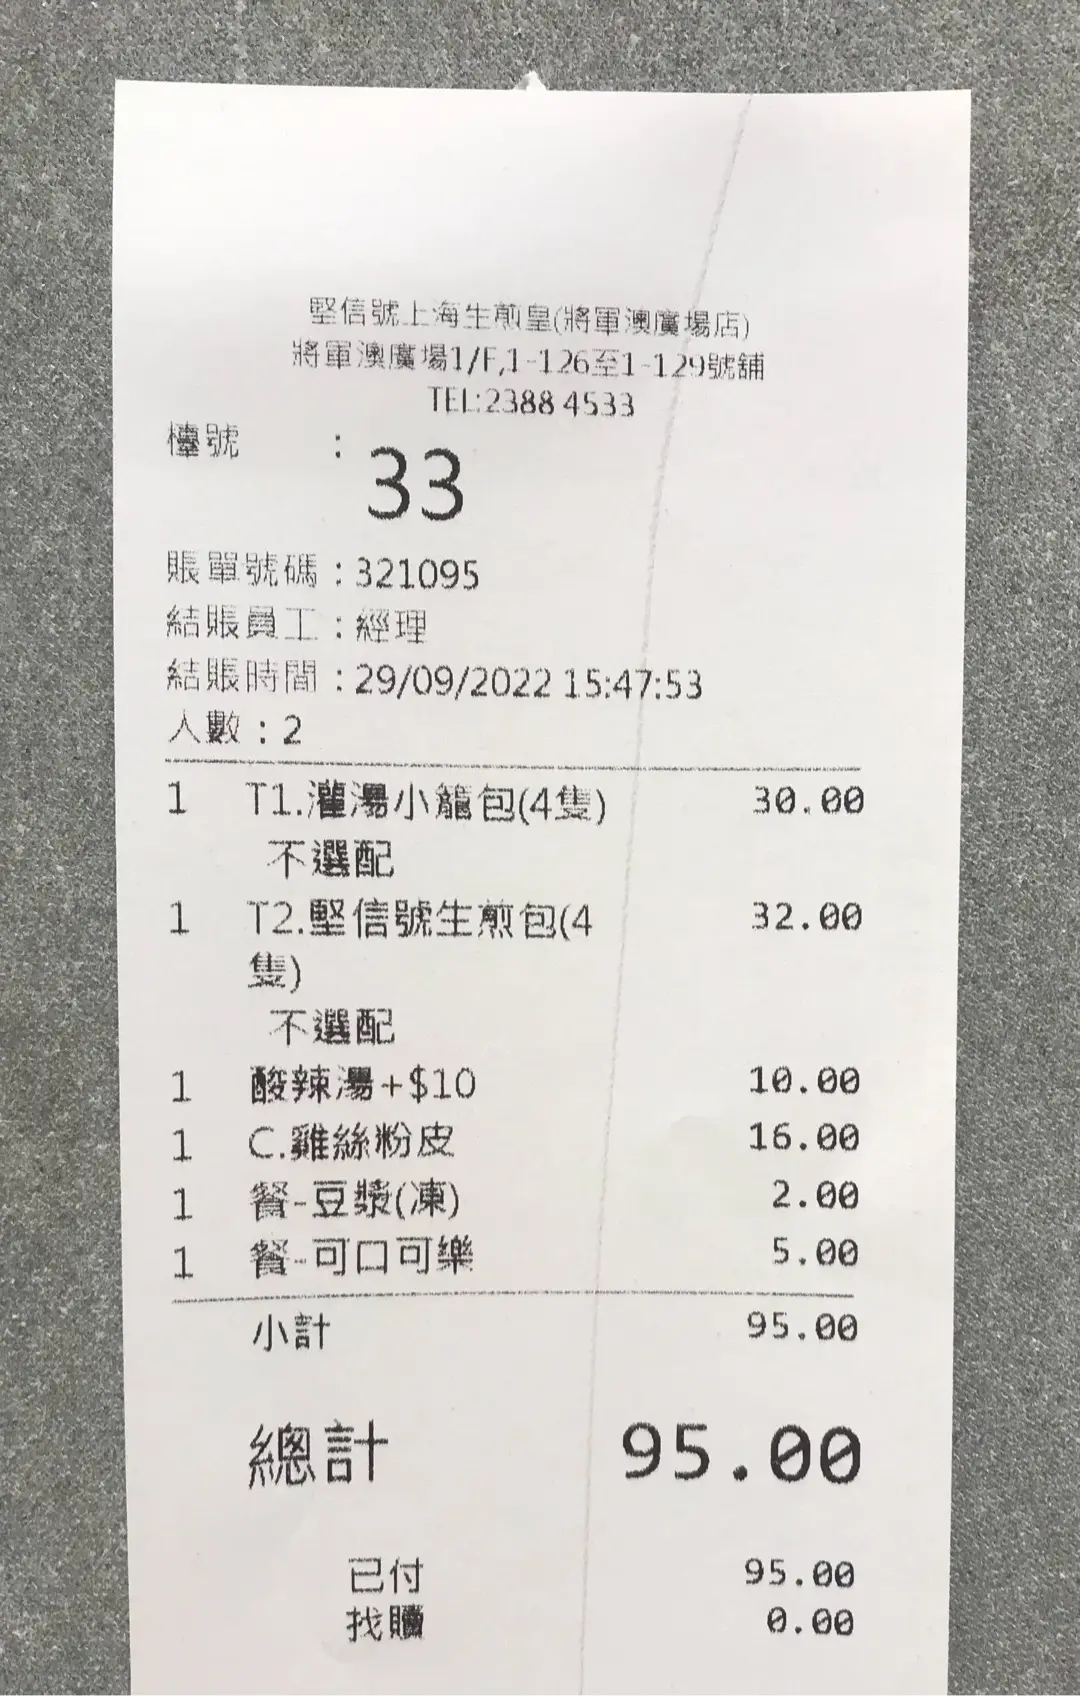 堅信號上海生煎皇(將軍澳廣場店)
將軍澳廣場1/F,1-126至1-129號舖
TEL:2388 4533
檯號 : 33
賬單號碼 : 321095
結賬員工 : 經理
結賬時間 : 29/09/2022 15:47:53
人數 : 2
1 T1.灌湯小籠包(4隻) 30.00
不選配
1 T2.堅信號生煎包(4 32.00
隻)
不選配
1 酸辣湯+$10 10.00
1 C.雞絲粉皮 16.00
1 餐-豆漿(凍) 2.00
1 餐-可口可樂 5.00
小計 95.00
總計 95.00
已付 95.00
找贖 0.00